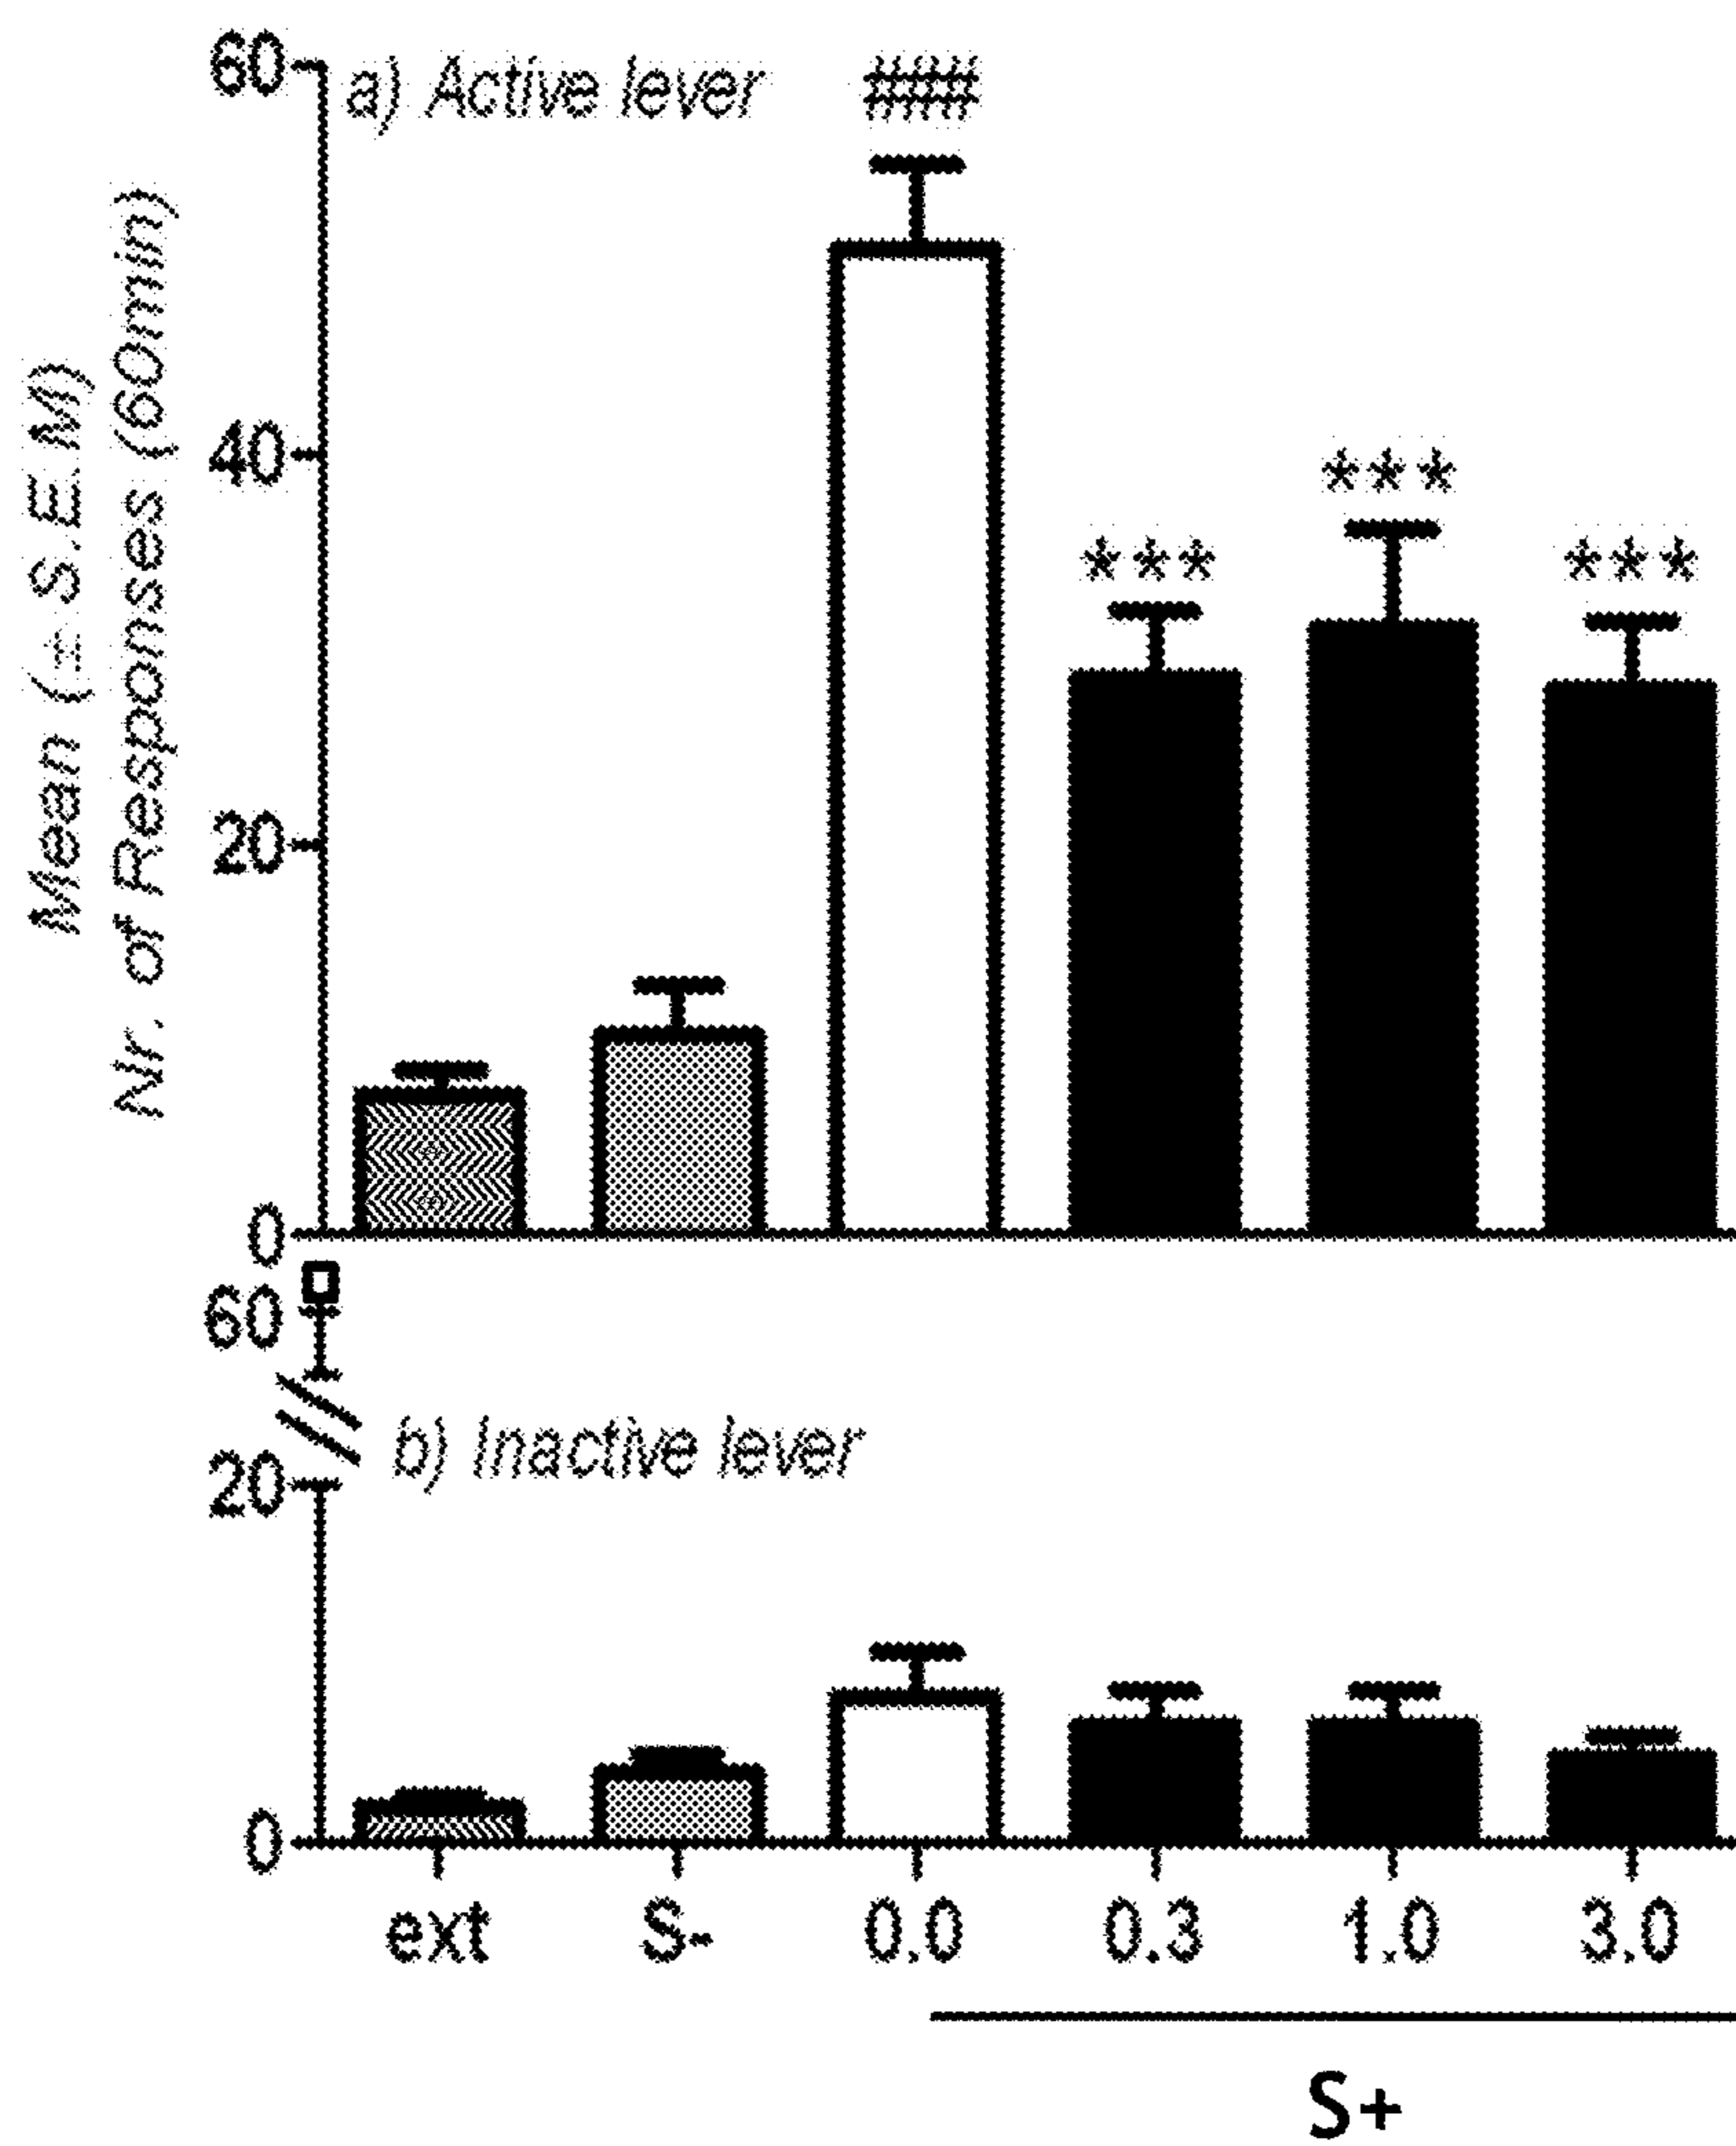 Mean (± S.E.M)
Nr. of Responses (60min)
60
a) Active lever
###
40
***
***
***
20
0
60
20
b) Inactive lever
0
ext
S-
0.0
0.3
1.0
3.0
S+